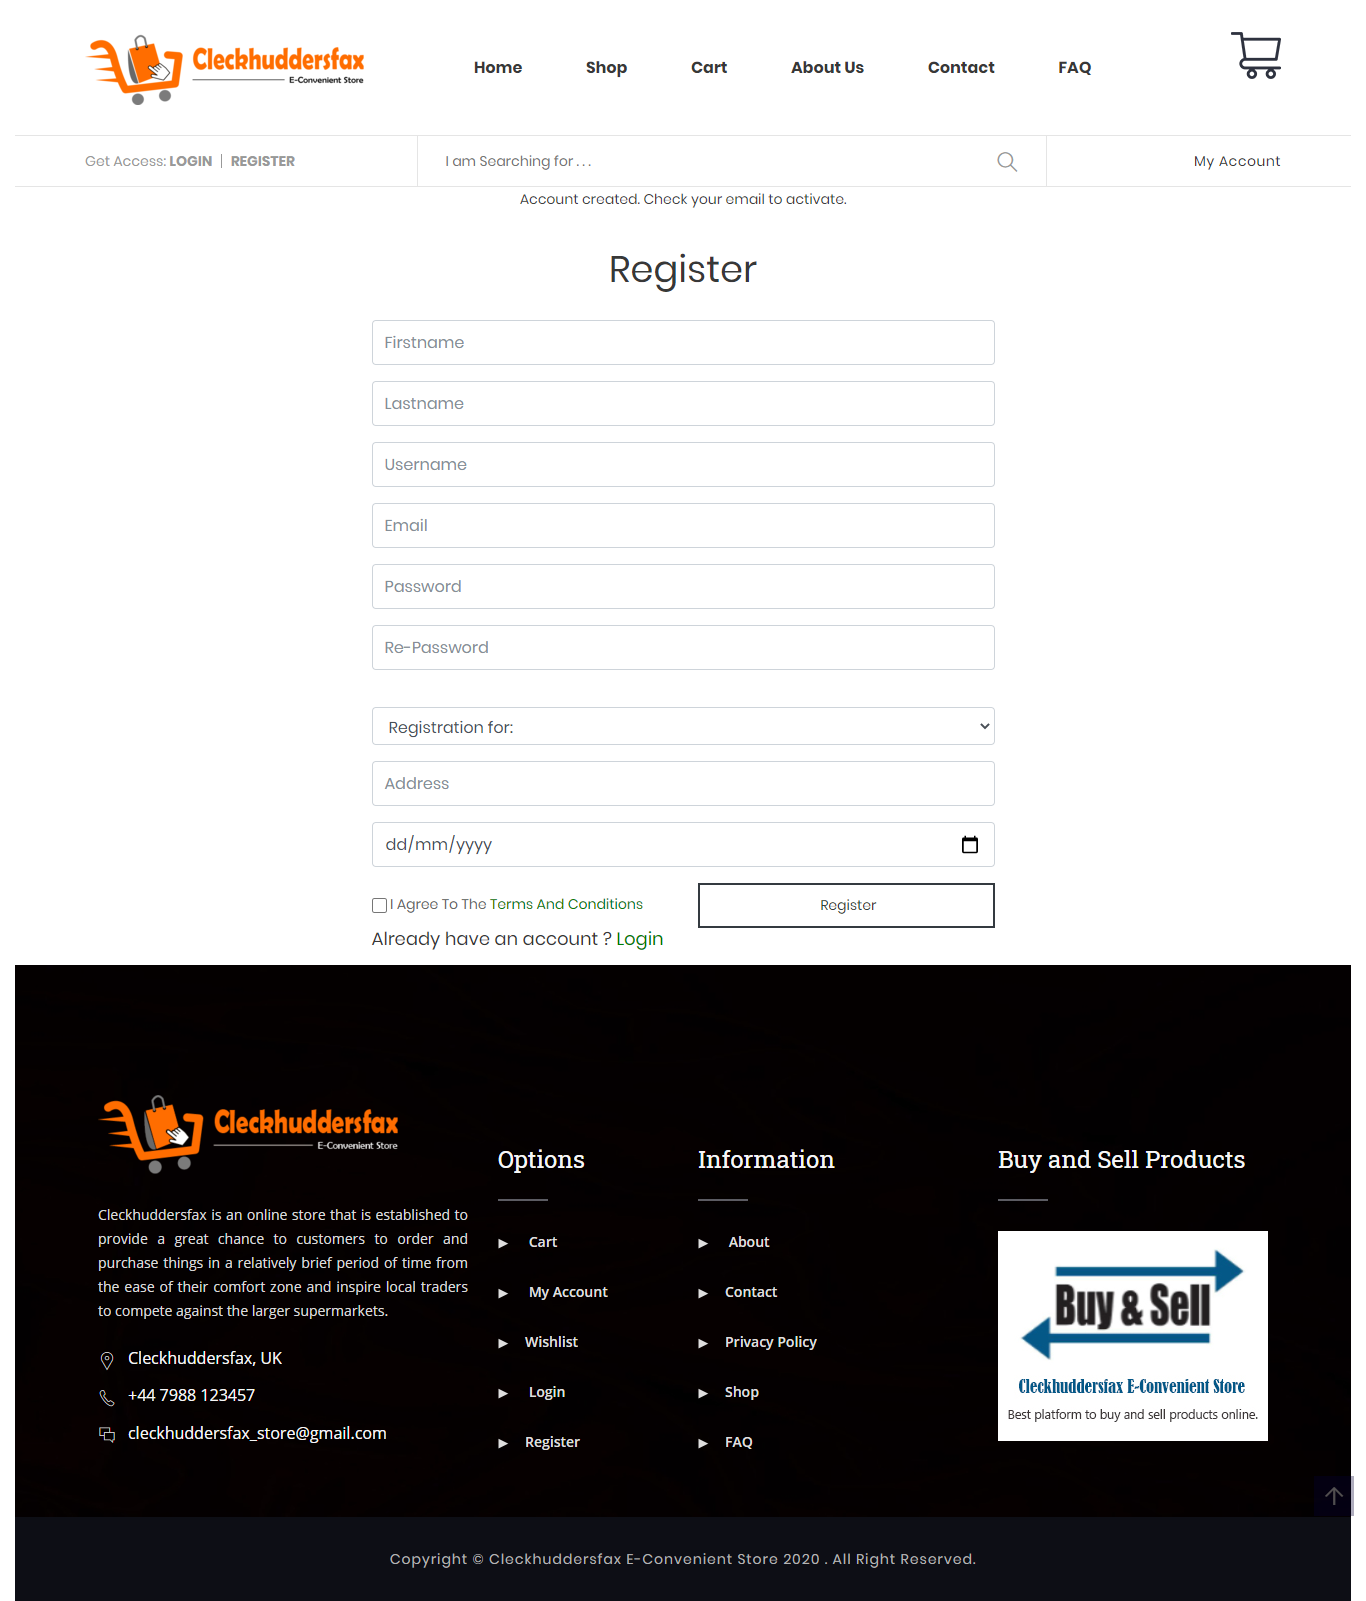 Cleckhuddersfax
E-Convenient Store
Home Shop Cart About Us Contact FAQ
Get Access: LOGIN | REGISTER
I am Searching for . . .
My Account
Account created. Check your email to activate.
Register
Firstname
Lastname
Username
Email
Password
Re-Password
Registration for:
Address
dd/mm/yyyy
I Agree To The Terms And Conditions
Register
Already have an account ? Login
Cleckhuddersfax
E-Convenient Store
Cleckhuddersfax is an online store that is established to
provide a great chance to customers to order and
purchase things in a relatively brief period of time from
the ease of their comfort zone and inspire local traders
to compete against the larger supermarkets.
Cleckhuddersfax, UK
+44 7988 123457
cleckhuddersfax_store@gmail.com
Options
Cart
My Account
Wishlist
Login
Register
Information
About
Contact
Privacy Policy
Shop
FAQ
Buy and Sell Products
Buy & Sell
Cleckhuddersfax E-Convenient Store
Best platform to buy and sell products online.
Copyright © Cleckhuddersfax E-Convenient Store 2020 . All Right Reserved.